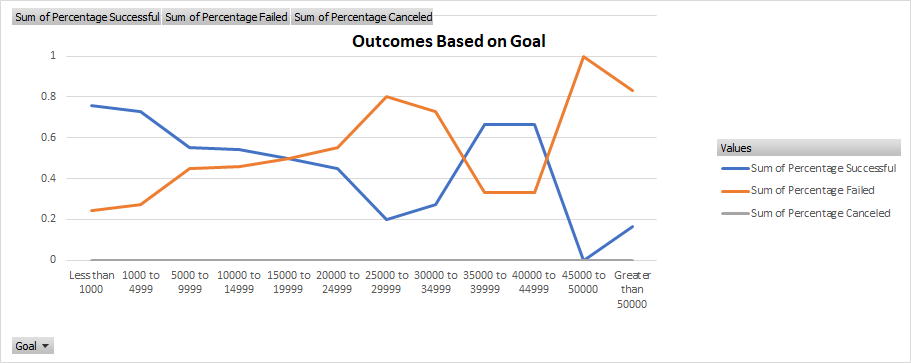 Sum of Percentage Successful Sum of Percentage Failed Sum of Percentage Canceled
Outcomes Based on Goal
1
0.8
0.6
0.4
0.2
0
Less than 1000
1000 to 4999
5000 to 9999
10000 to 14999
15000 to 19999
20000 to 24999
25000 to 29999
30000 to 34999
35000 to 39999
40000 to 44999
45000 to 50000
Greater than 50000
Values
Sum of Percentage Successful
Sum of Percentage Failed
Sum of Percentage Canceled
Goal